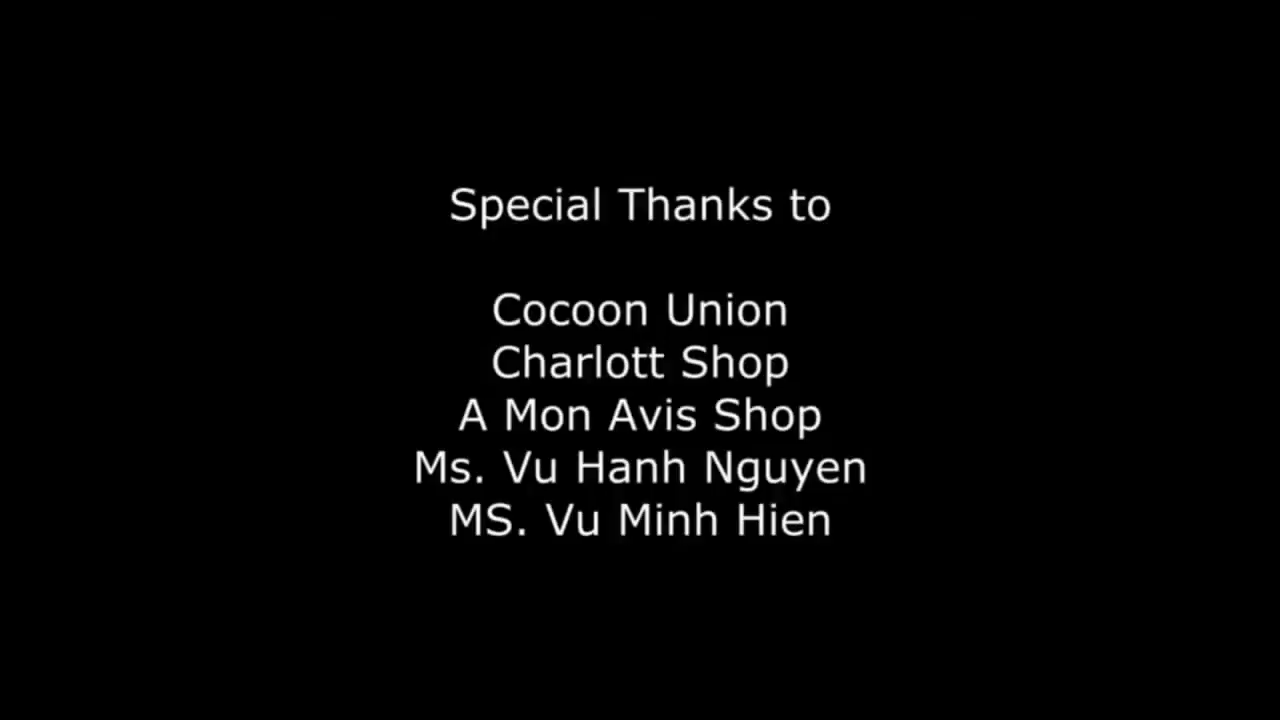 Special Thanks to
Cocoon Union
Charlott Shop
A Mon Avis Shop
Ms. Vu Hanh Nguyen
MS. Vu Minh Hien